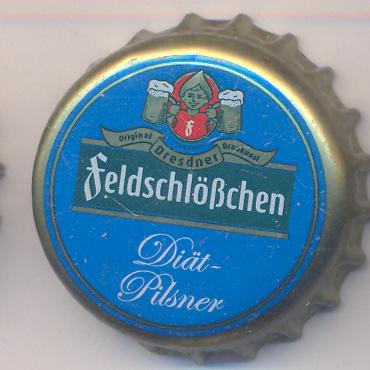 f
Original Dresdner Braukunst
Feldschlößchen
Diät-
Pilsner